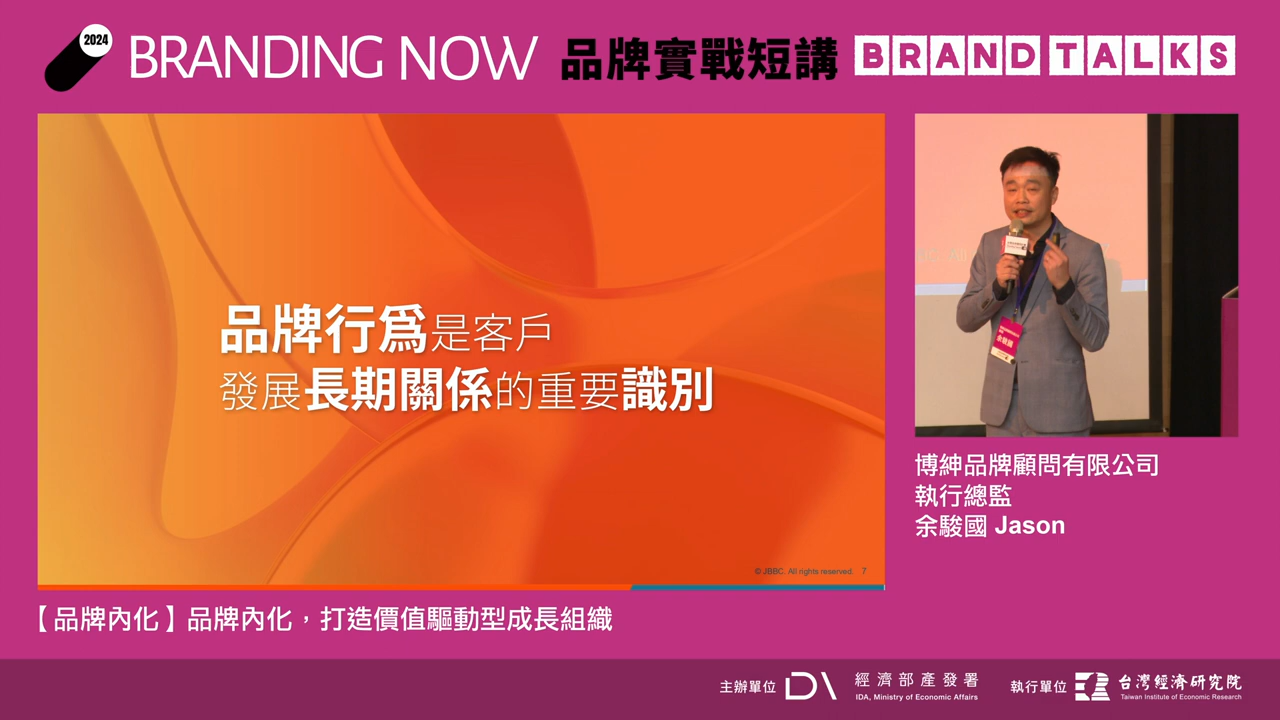 2024
BRANDING NOW 品牌實戰短講 BRAND TALKS
品牌行為是客戶
發展長期關係的重要識別
© JBBC. All rights reserved. 7
博紳品牌顧問有限公司
執行總監
余駿國 Jason
【品牌內化】品牌內化，打造價值驅動型成長組織
主辦單位 IDA 經濟部產發署
IDA, Ministry of Economic Affairs
執行單位 台灣經濟研究院
Taiwan Institute of Economic Research